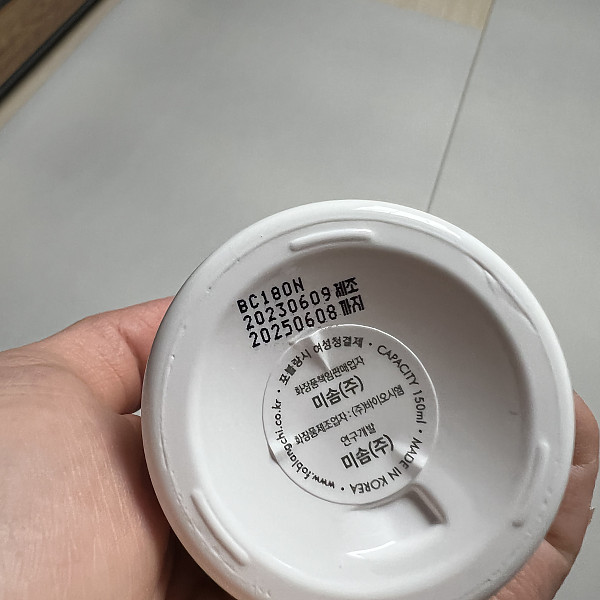 BC180N
20230609 제조
20250608 까지
포블랑시 여성청결제 • CAPACITY 150ml • MADE IN KOREA • www.foblangchi.co.kr •
화장품책임판매업자
미솜(주)
화장품제조업자 : (주)바이오시엠
연구개발
미솜(주)